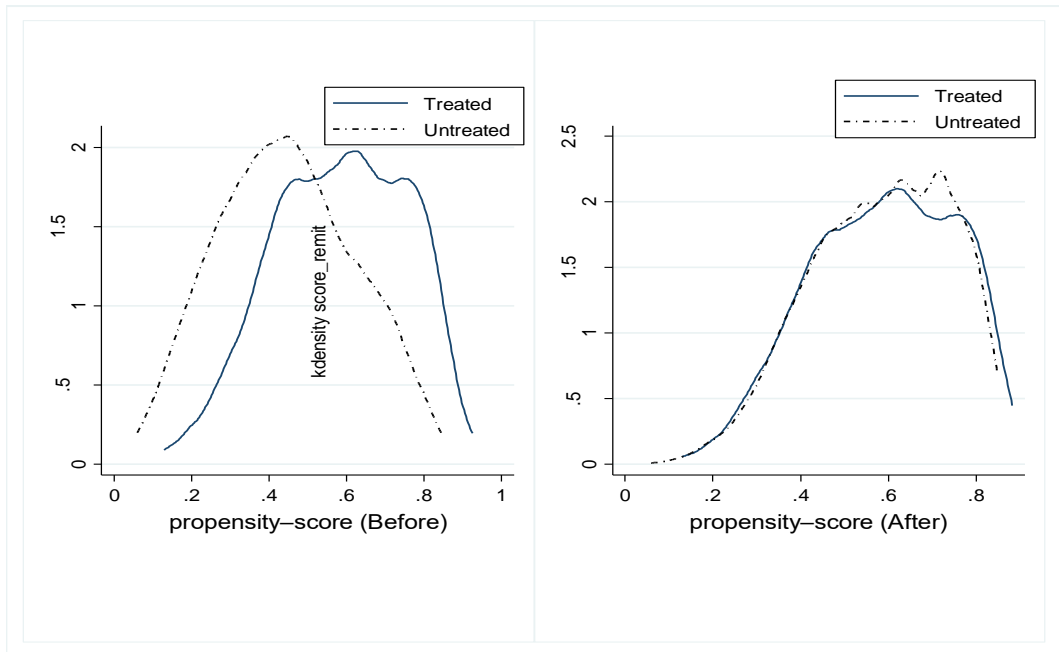 Treated
Untreated
2
1.5
1
.5
0
kdensity score_remit
0 .2 .4 .6 .8 1
propensity–score (Before)
Treated
Untreated
2.5
2
1.5
1
.5
0
0 .2 .4 .6 .8
propensity–score (After)